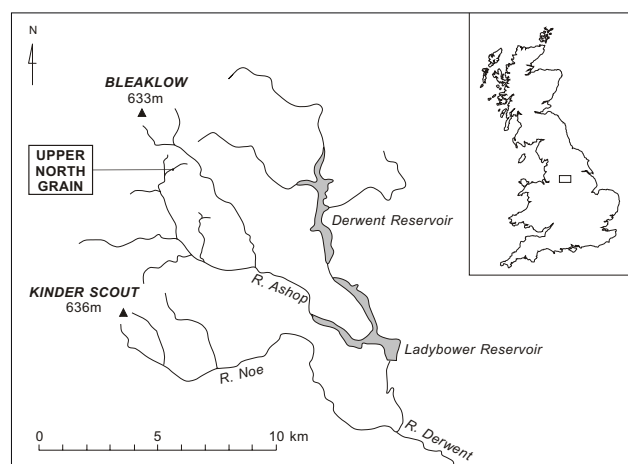 N
BLEAKLOW
633m
UPPER
NORTH
GRAIN
Derwent Reservoir
KINDER SCOUT
636m
R. Ashop
Ladybower Reservoir
R. Noe
R. Derwent
0 5 10 km